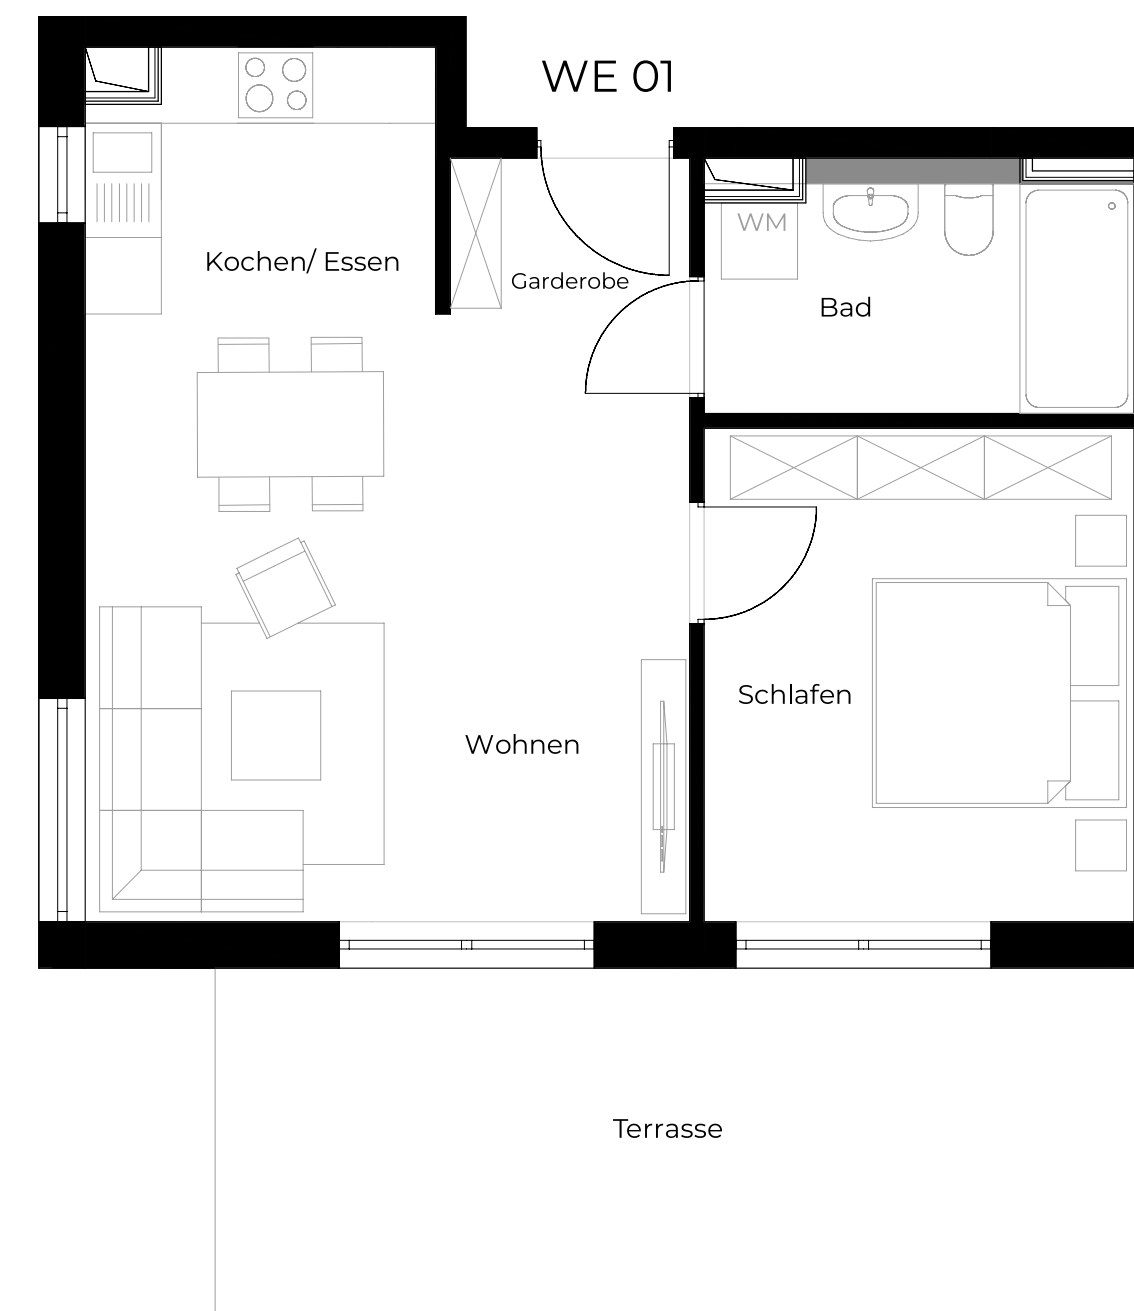 WE 01
WM
Kochen/ Essen
Garderobe
Bad
Schlafen
Wohnen
Terrasse